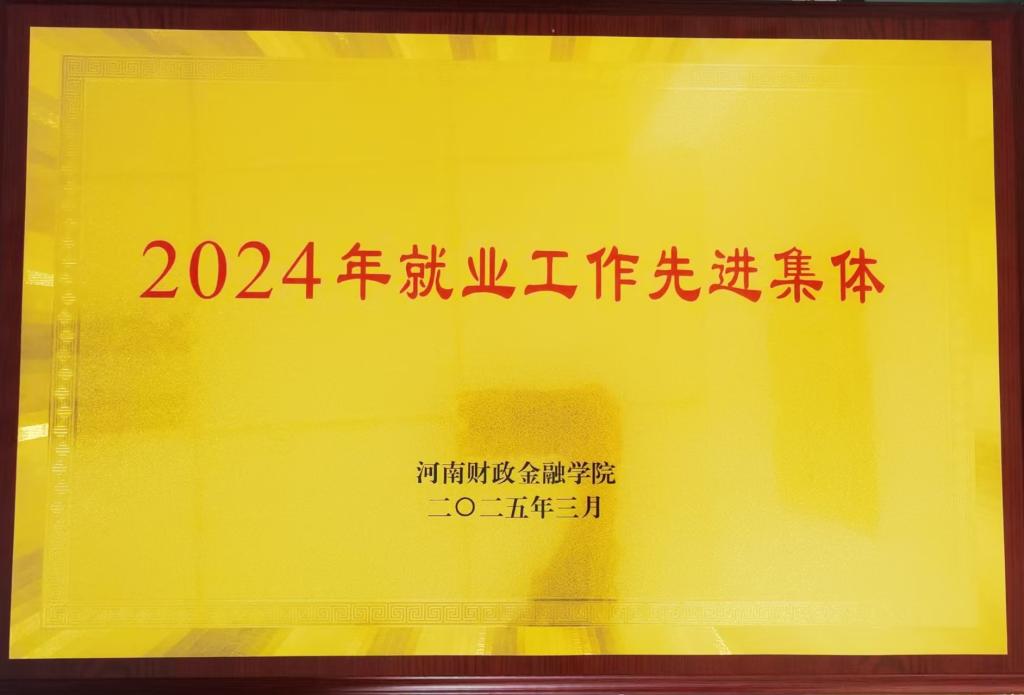 2024年就业工作先进集体
河南财政金融学院
二〇二五年三月